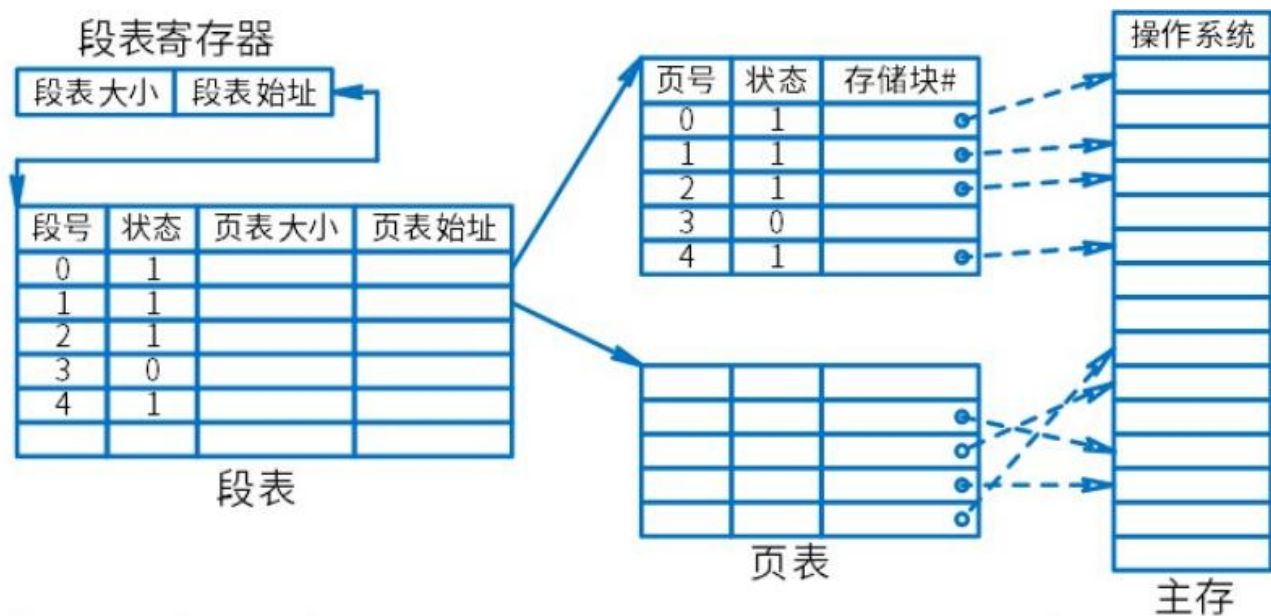 段表寄存器
段表大小 段表始址
段号 状态 页表大小 页表始址
0 1
1 1
2 1
3 0
4 1
段表
页号 状态 存储块#
0 1
1 1
2 1
3 0
4 1
页表
操作系统
主存